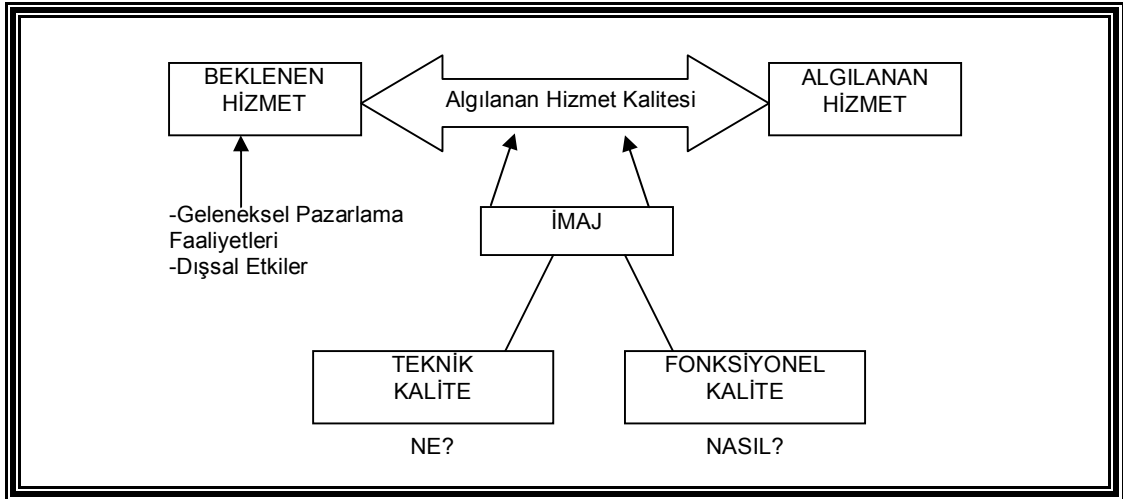 BEKLENEN
HİZMET
Algılanan Hizmet Kalitesi
ALGILANAN
HİZMET
-Geleneksel Pazarlama
Faaliyetleri
-Dışsal Etkiler
İMAJ
TEKNİK
KALİTE
FONKSİYONEL
KALİTE
NE?
NASIL?